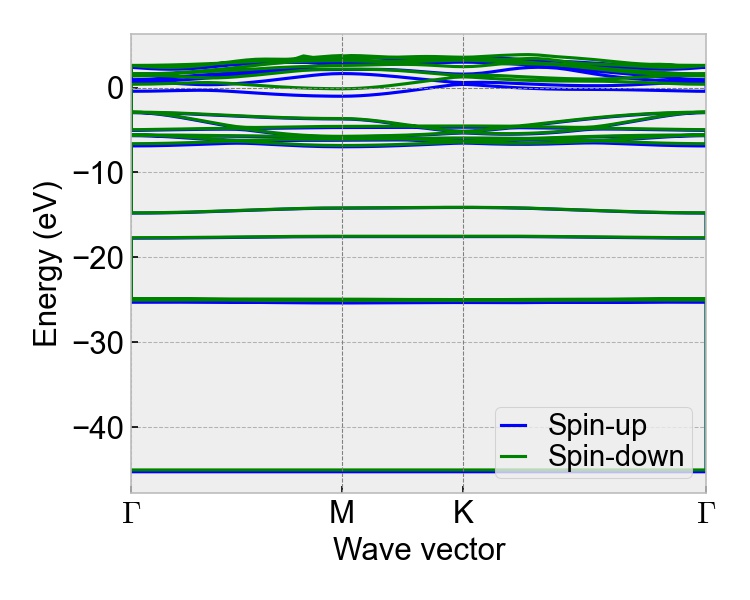 0
−10
−20
−30
−40
Energy (eV)
Spin-up
Spin-down
Γ M K Γ
Wave vector